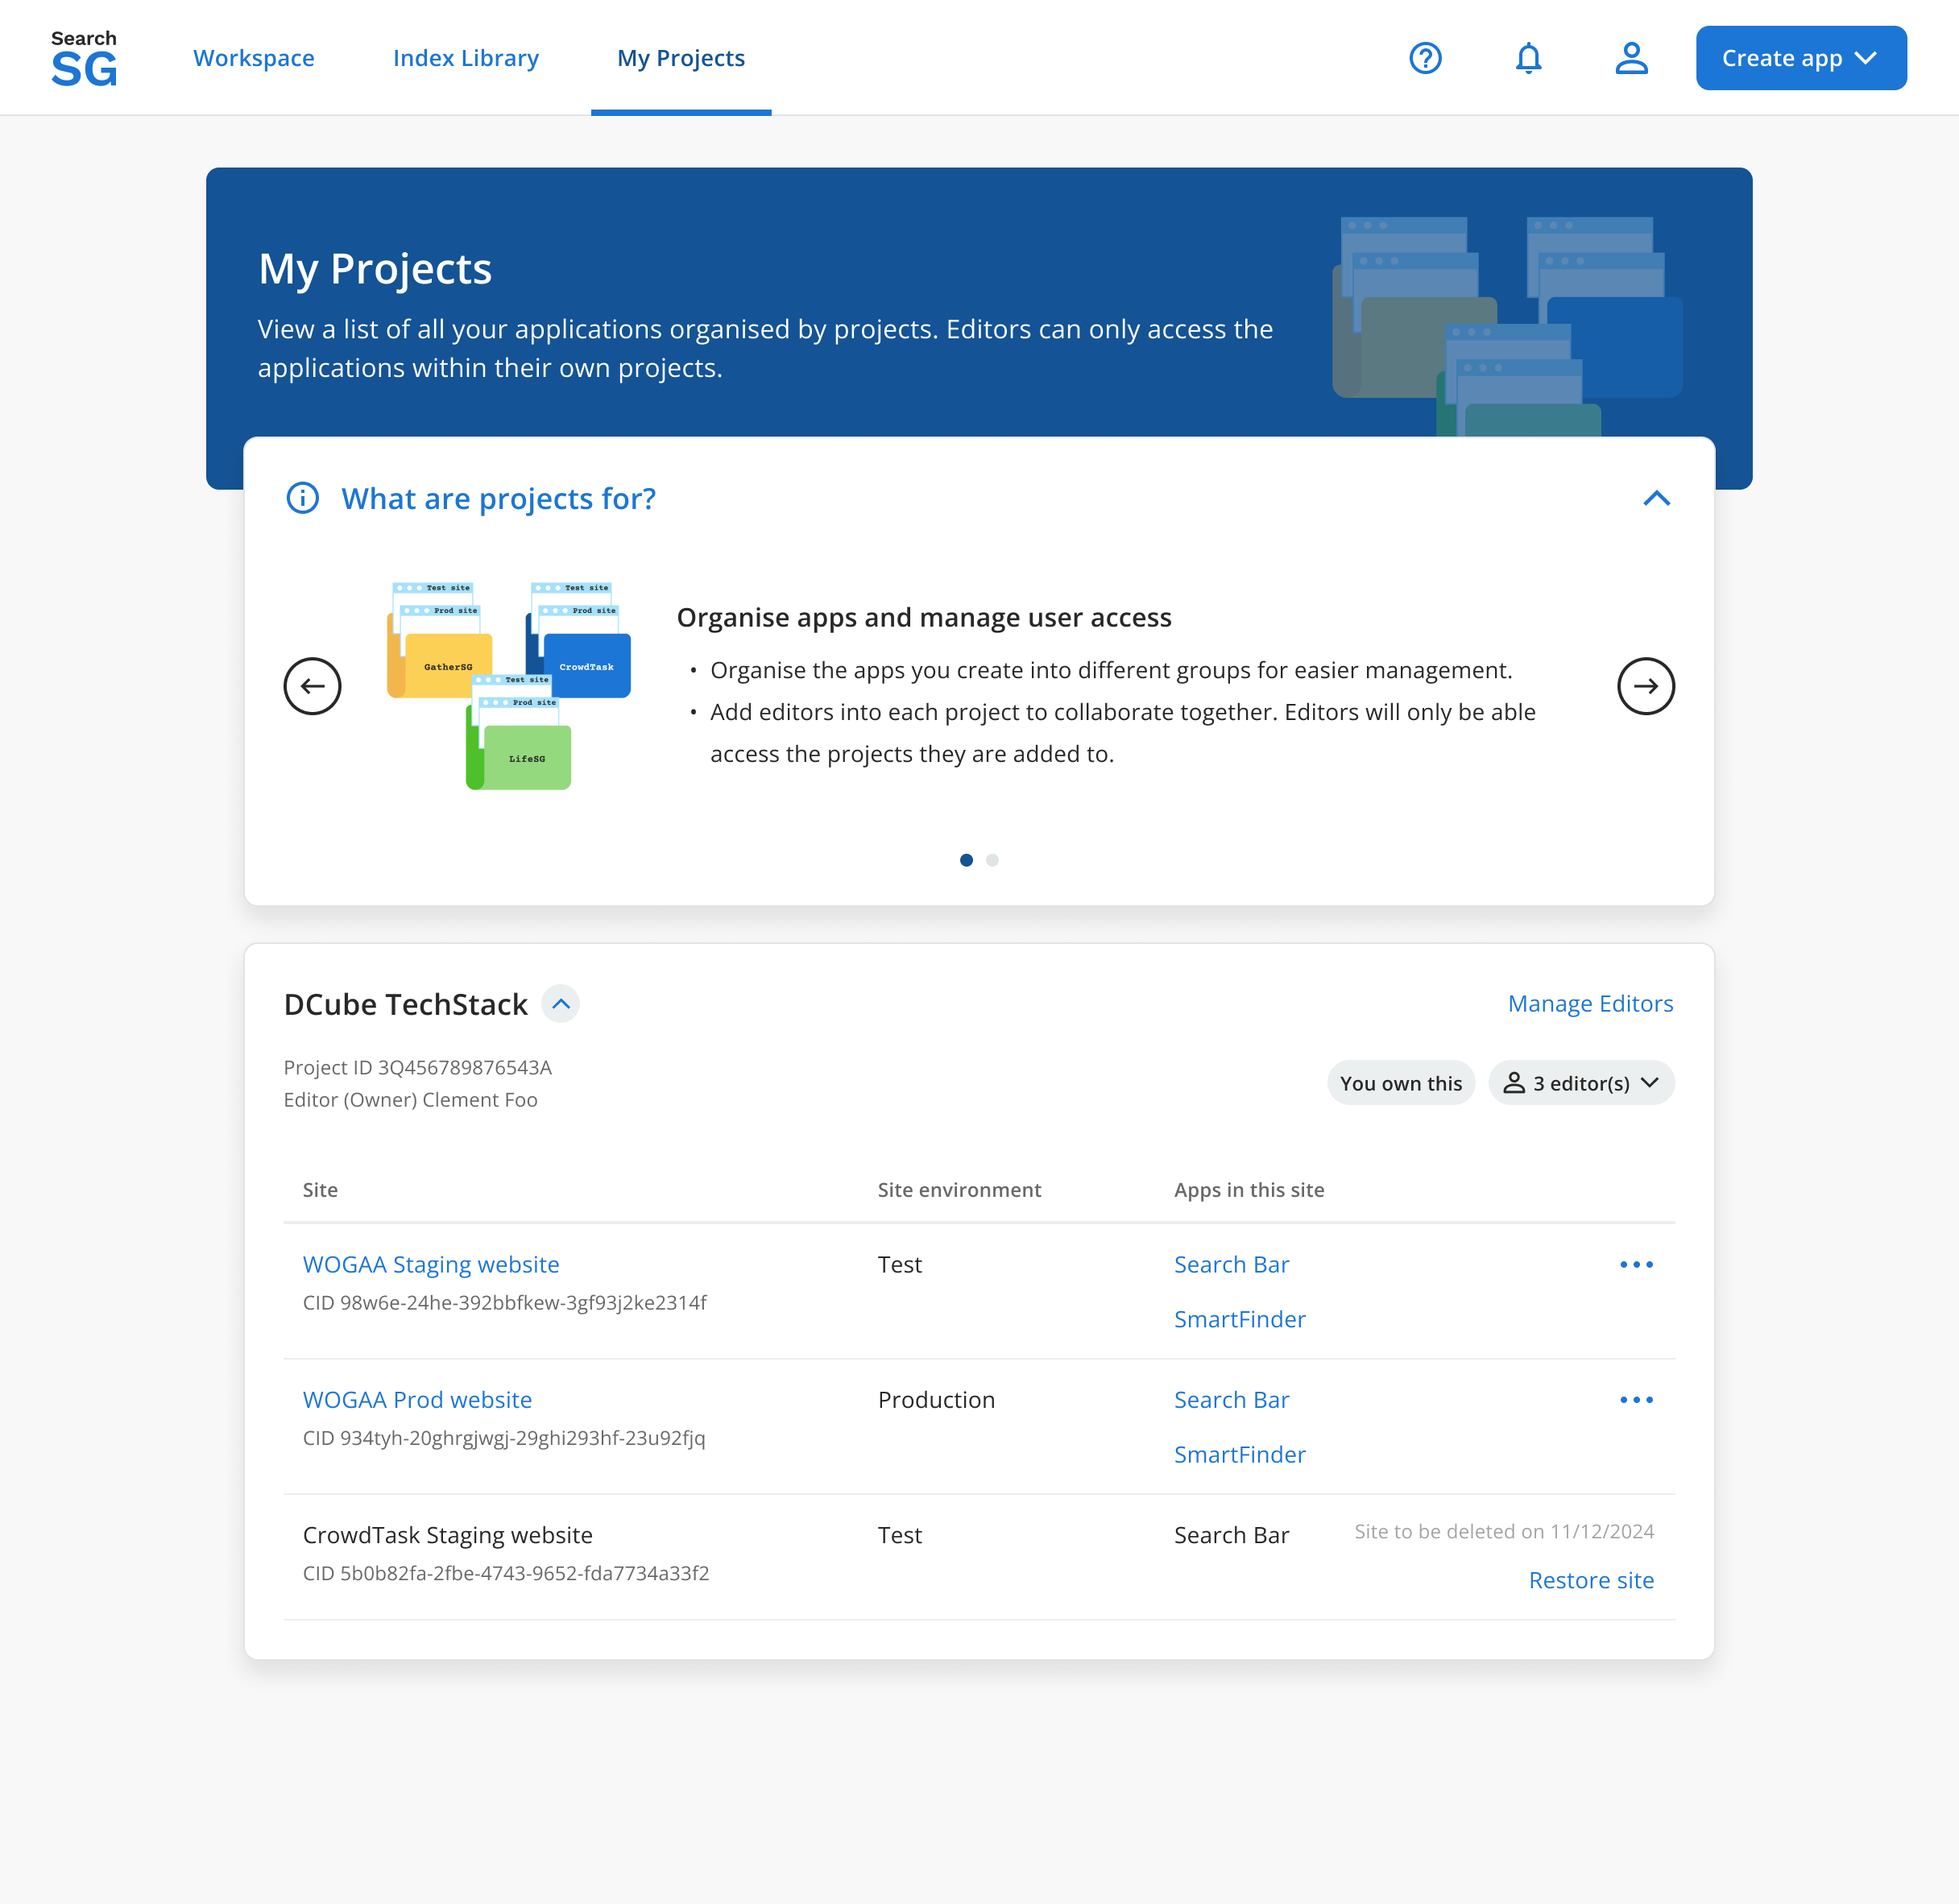 Search
SG
Workspace
Index Library
My Projects
Create app
My Projects
View a list of all your applications organised by projects. Editors can only access the
applications within their own projects.
What are projects for?
Test site
Prod site
GatherSG
Test site
Prod site
CrowdTask
Test site
Prod site
LifeSG
Organise apps and manage user access
• Organise the apps you create into different groups for easier management.
• Add editors into each project to collaborate together. Editors will only be able
access the projects they are added to.
DCube TechStack
Manage Editors
Project ID 3Q456789876543A
Editor (Owner) Clement Foo
You own this
3 editor(s)
Site Site environment Apps in this site
WOGAA Staging website Test Search Bar
CID 98w6e-24he-392bbfkew-3gf93j2ke2314f
SmartFinder
WOGAA Prod website Production Search Bar
CID 934tyh-20ghrgjwgj-29ghi293hf-23u92fjq
SmartFinder
CrowdTask Staging website Test Search Bar Site to be deleted on 11/12/2024
CID 5b0b82fa-2fbe-4743-9652-fda7734a33f2
Restore site